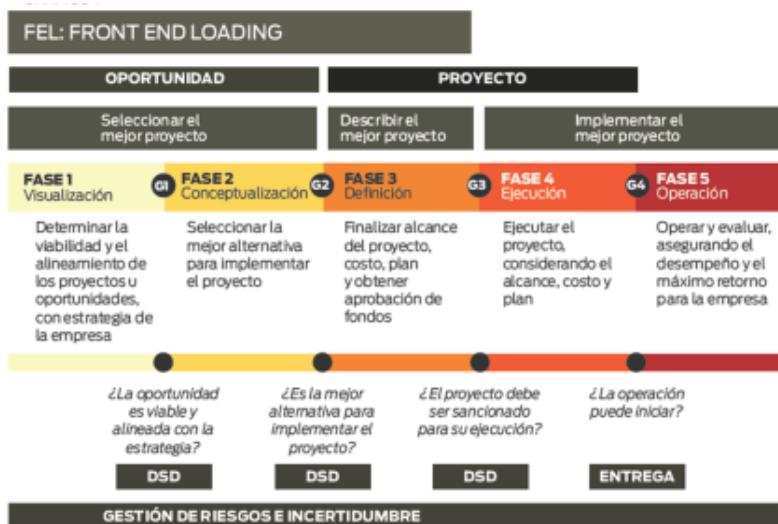 FEL: FRONT END LOADING
OPORTUNIDAD
PROYECTO
Seleccionar el
mejor proyecto
Describir el
mejor proyecto
Implementar el
mejor proyecto
FASE 1
Visualización
G1
FASE 2
Conceptualización
G2
FASE 3
Definición
G3
FASE 4
Ejecución
G4
FASE 5
Operación
Determinar la
viabilidad y el
alineamiento de
los proyectos u
oportunidades,
con estrategia de
la empresa
Seleccionar la
mejor alternativa
para implementar
el proyecto
Finalizar alcance
del proyecto,
costo, plan
y obtener
aprobación de
fondos
Ejecutar el
proyecto,
considerando el
alcance, costo y
plan
Operar y evaluar,
asegurando el
desempeño y el
máximo retorno
para la empresa
¿La oportunidad
es viable y
alineada con la
estrategia?
¿Es la mejor
alternativa para
implementar el
proyecto?
¿El proyecto debe
ser sancionado
para su ejecución?
¿La operación
puede iniciar?
DSD
DSD
DSD
ENTREGA
GESTIÓN DE RIESGOS E INCERTIDUMBRE